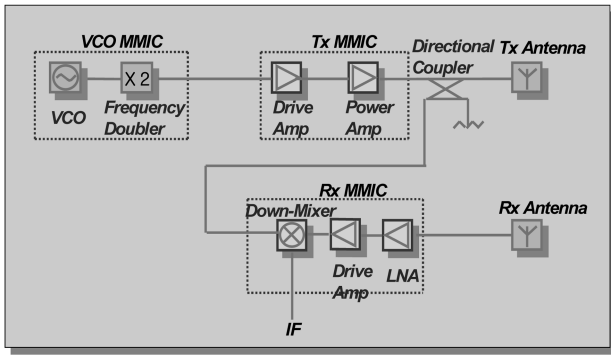 VCO MMIC
Tx MMIC
Directional
Coupler
Tx Antenna
X 2
VCO
Frequency
Doubler
Drive
Amp
Power
Amp
Rx MMIC
Down-Mixer
Rx Antenna
Drive
Amp
LNA
IF